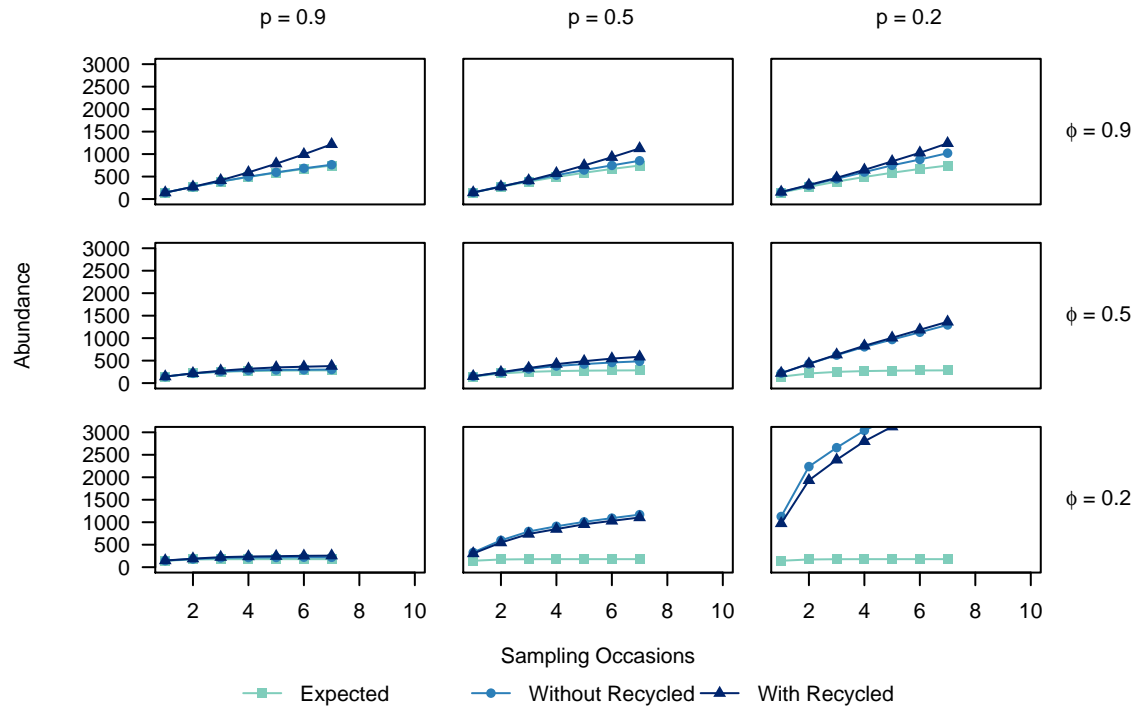 p = 0.9 p = 0.5 p = 0.2
3000
2500
2000
1500
1000
500
0
ϕ = 0.9
3000
2500
2000
1500
1000
500
0
ϕ = 0.5
3000
2500
2000
1500
1000
500
0
ϕ = 0.2
Abundance
2 4 6 8 10 2 4 6 8 10 2 4 6 8 10
Sampling Occasions
Expected Without Recycled With Recycled